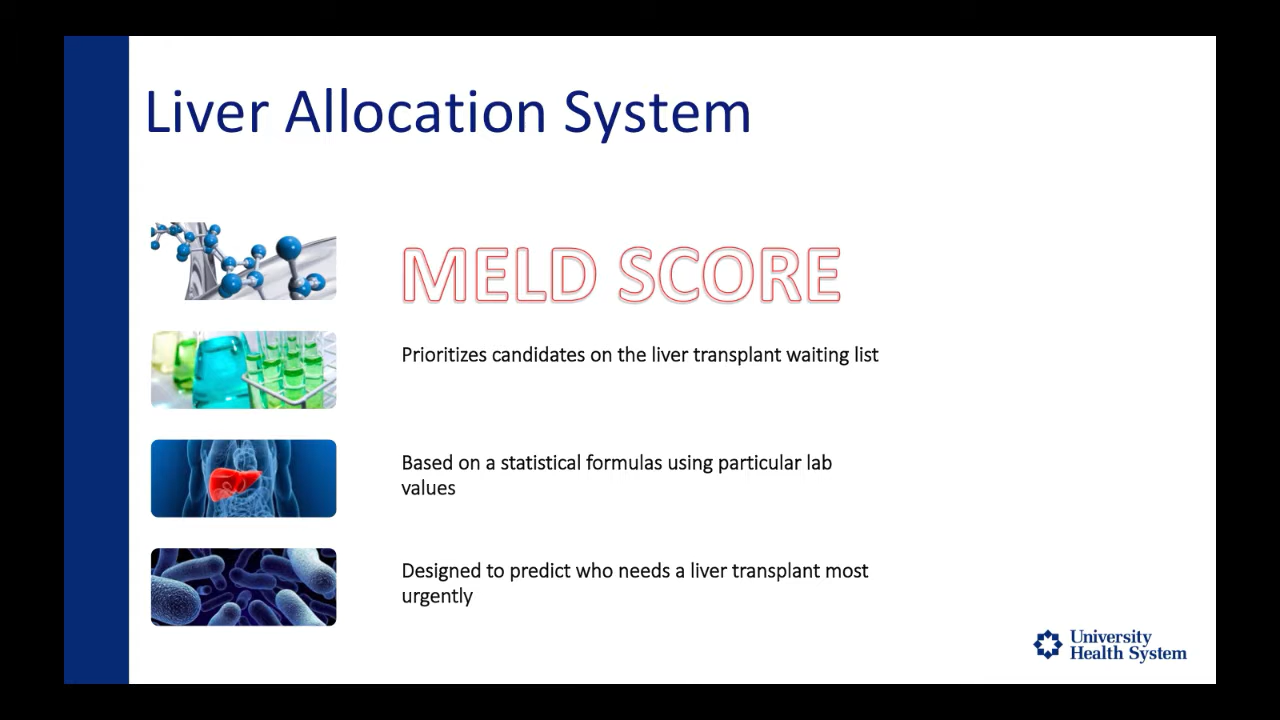 Liver Allocation System
MELD SCORE
Prioritizes candidates on the liver transplant waiting list
Based on a statistical formulas using particular lab
values
Designed to predict who needs a liver transplant most
urgently
University
Health System